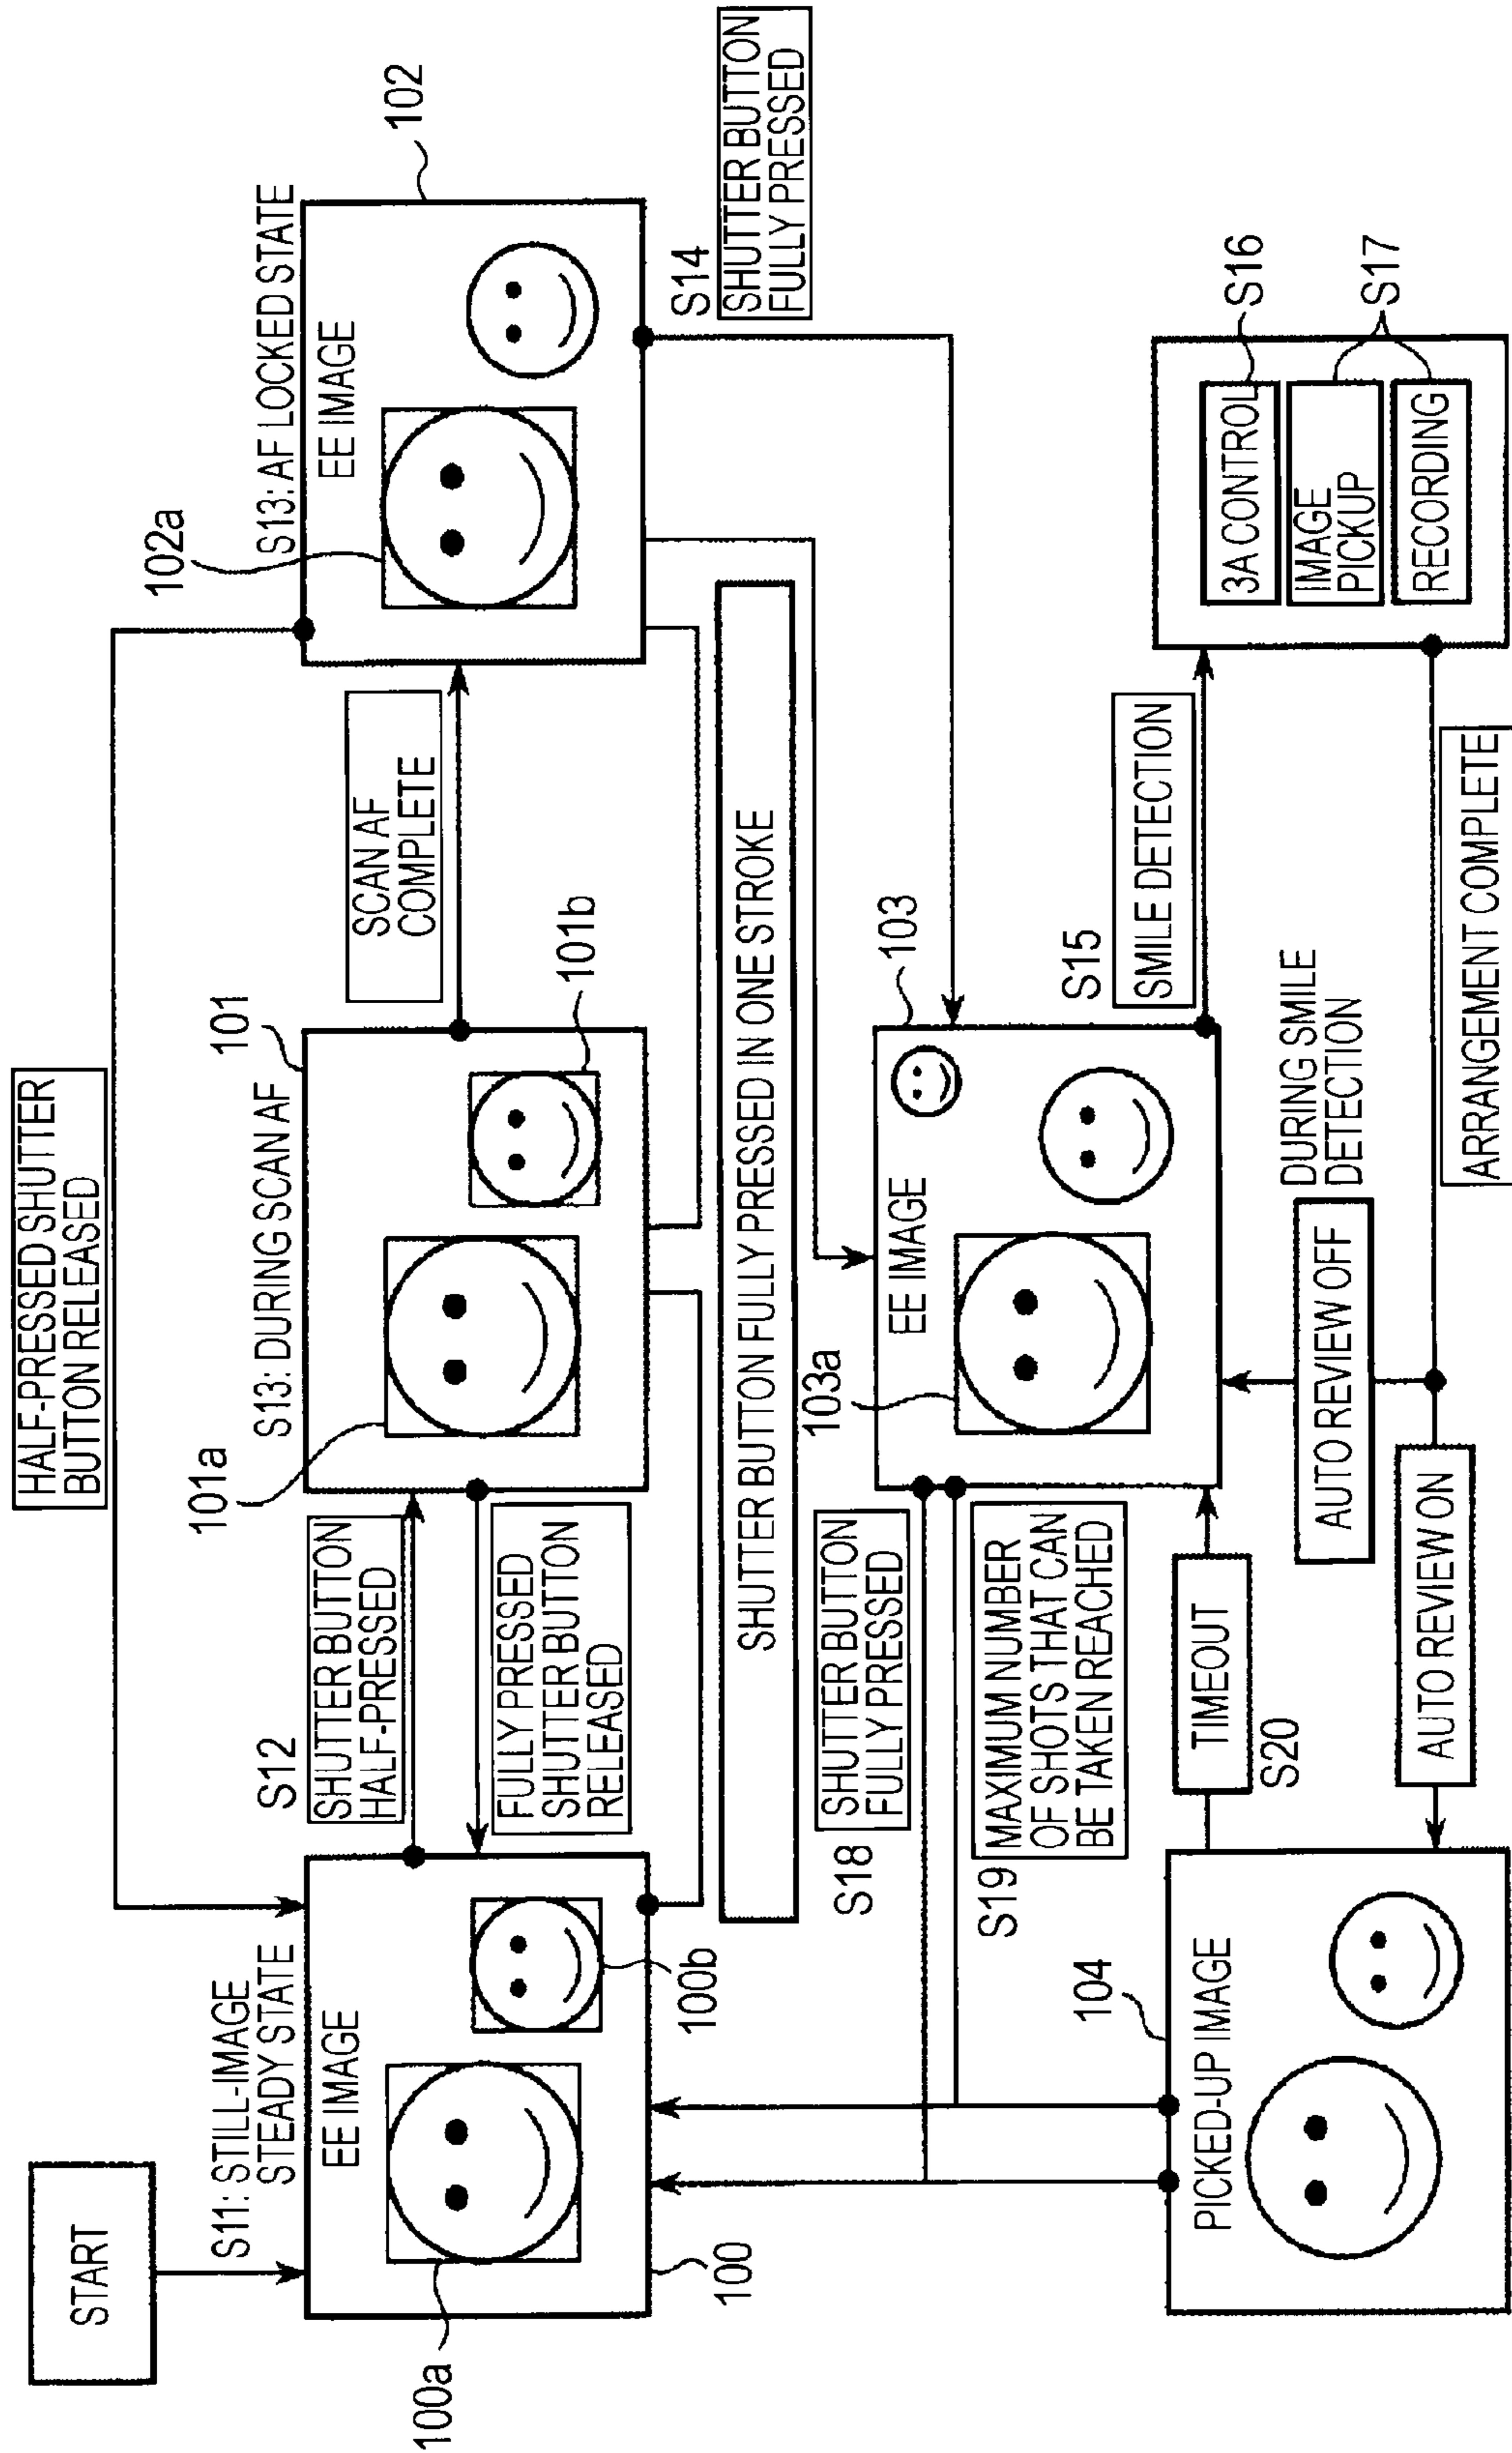 START
S11: STILL-IMAGE
STEADY STATE
EE IMAGE
100a
100b
100
HALF-PRESSED SHUTTER
BUTTON RELEASED
S12
SHUTTER BUTTON
HALF-PRESSED
FULLY PRESSED
SHUTTER BUTTON
RELEASED
S13: DURING SCAN AF
101
101a
101b
SCAN AF
COMPLETE
S13: AF LOCKED STATE
EE IMAGE
102
102a
S14
SHUTTER BUTTON
FULLY PRESSED
SHUTTER BUTTON FULLY PRESSED IN ONE STROKE
S18
SHUTTER BUTTON
FULLY PRESSED
S19
MAXIMUM NUMBER
OF SHOTS THAT CAN
BE TAKEN REACHED
103a
EE IMAGE
103
S15
SMILE DETECTION
DURING SMILE
DETECTION
3A CONTROL
IMAGE
PICKUP
RECORDING
S16
S17
104
PICKED-UP IMAGE
TIMEOUT
S20
AUTO REVIEW OFF
AUTO REVIEW ON
ARRANGEMENT COMPLETE